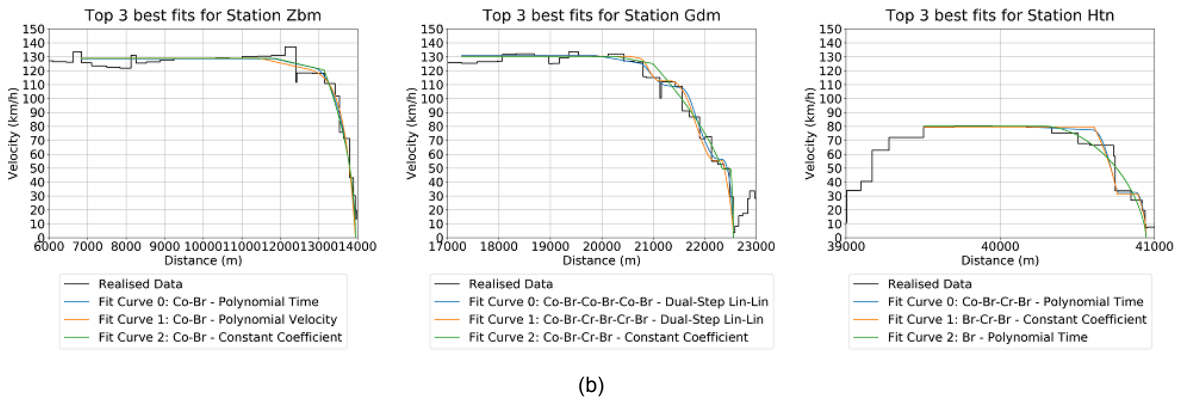 Top 3 best fits for Station Zbm
150
140
130
120
110
100
90
80
70
60
50
40
30
20
10
0
Velocity (km/h)
6000 7000 8000 9000 10000 11000 12000 13000 14000
Distance (m)
Realised Data
Fit Curve 0: Co-Br - Polynomial Time
Fit Curve 1: Co-Br - Polynomial Velocity
Fit Curve 2: Co-Br - Constant Coefficient
Top 3 best fits for Station Gdm
150
140
130
120
110
100
90
80
70
60
50
40
30
20
10
0
Velocity (km/h)
17000 18000 19000 20000 21000 22000 23000
Distance (m)
Realised Data
Fit Curve 0: Co-Br-Co-Br-Co-Br - Dual-Step Lin-Lin
Fit Curve 1: Co-Br-Cr-Br-Cr-Br - Dual-Step Lin-Lin
Fit Curve 2: Co-Br-Cr-Br - Constant Coefficient
Top 3 best fits for Station Htn
150
140
130
120
110
100
90
80
70
60
50
40
30
20
10
0
Velocity (km/h)
39000 40000 41000
Distance (m)
Realised Data
Fit Curve 0: Co-Br-Cr-Br - Polynomial Time
Fit Curve 1: Br-Cr-Br - Constant Coefficient
Fit Curve 2: Br - Polynomial Time
(b)